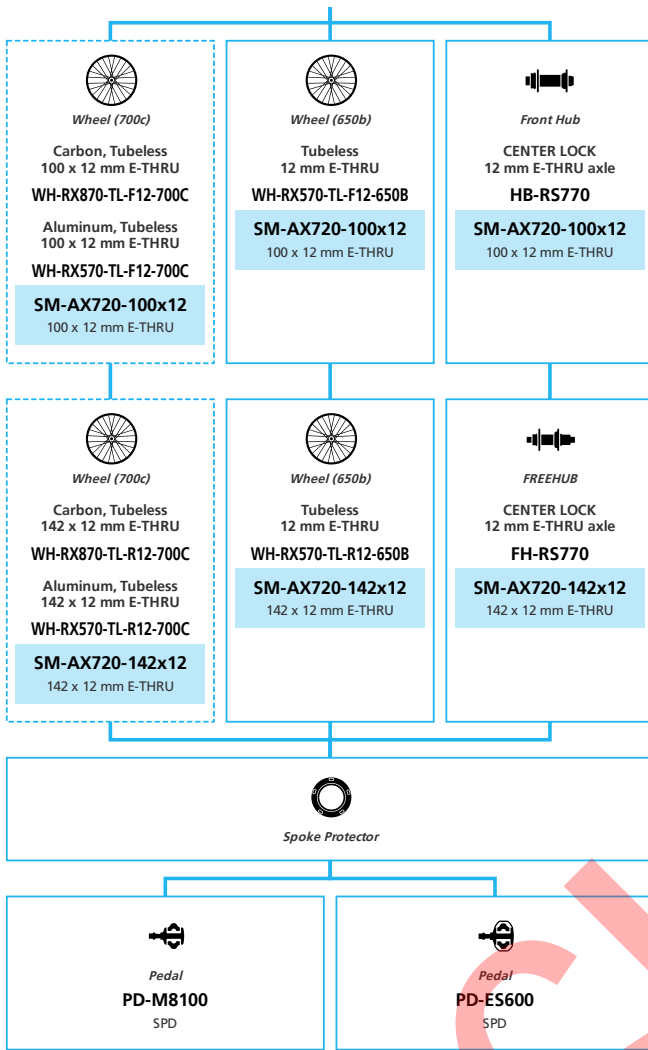 Wheel (700c)
Carbon, Tubeless
100 x 12 mm E-THRU
WH-RX870-TL-F12-700C
Aluminum, Tubeless
100 x 12 mm E-THRU
WH-RX570-TL-F12-700C
SM-AX720-100x12
100 x 12 mm E-THRU
Wheel (650b)
Tubeless
12 mm E-THRU
WH-RX570-TL-F12-650B
SM-AX720-100x12
100 x 12 mm E-THRU
Front Hub
CENTER LOCK
12 mm E-THRU axle
HB-RS770
SM-AX720-100x12
100 x 12 mm E-THRU
Wheel (700c)
Carbon, Tubeless
142 x 12 mm E-THRU
WH-RX870-TL-R12-700C
Aluminum, Tubeless
142 x 12 mm E-THRU
WH-RX570-TL-R12-700C
SM-AX720-142x12
142 x 12 mm E-THRU
Wheel (650b)
Tubeless
12 mm E-THRU
WH-RX570-TL-R12-650B
SM-AX720-142x12
142 x 12 mm E-THRU
FREEHUB
CENTER LOCK
12 mm E-THRU axle
FH-RS770
SM-AX720-142x12
142 x 12 mm E-THRU
Spoke Protector
Pedal
PD-M8100
SPD
Pedal
PD-ES600
SPD